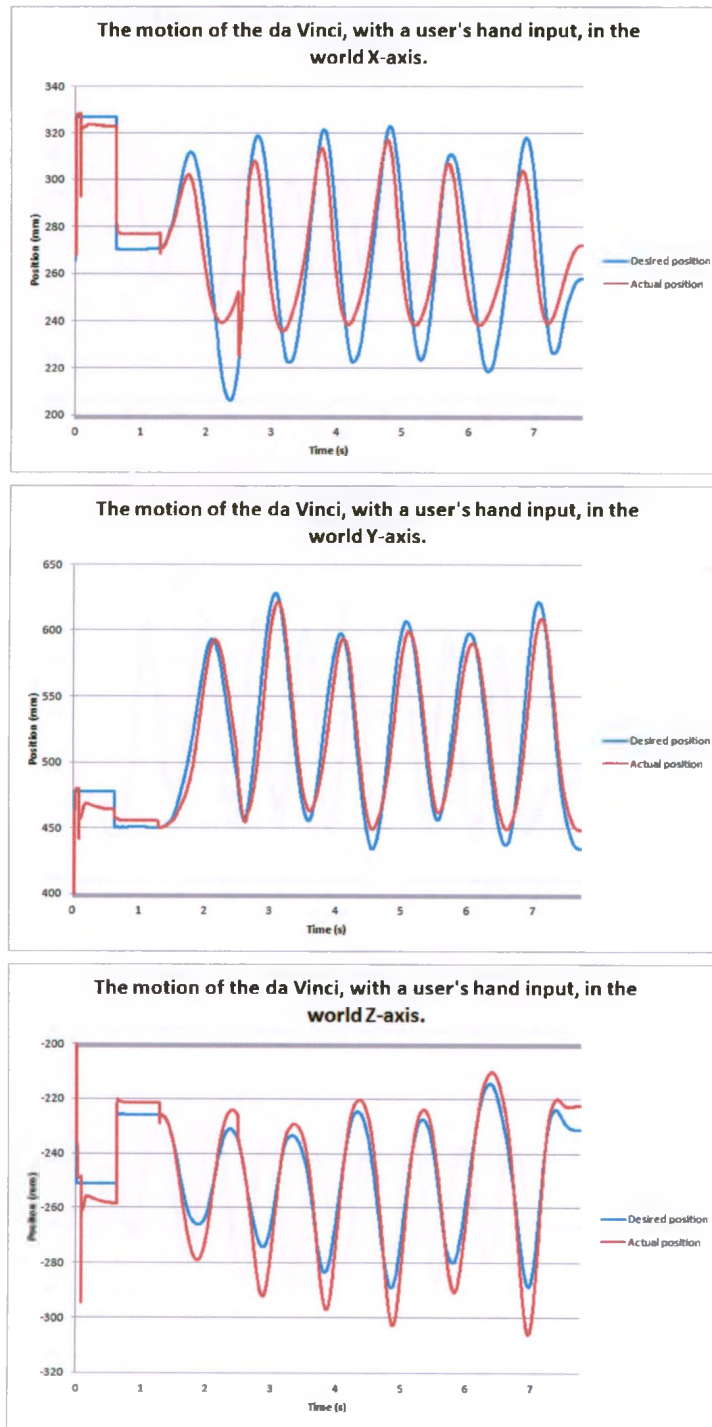 The motion of the da Vinci, with a user's hand input, in the
world X-axis.
340
320
300
280
260
240
220
200
Position (mm)
0 1 2 3 4 5 6 7
Time (s)
Desired position
Actual position
The motion of the da Vinci, with a user's hand input, in the
world Y-axis.
650
600
550
500
450
400
Position (mm)
0 1 2 3 4 5 6 7
Time (s)
Desired position
Actual position
The motion of the da Vinci, with a user's hand input, in the
world Z-axis.
-200
-220
-240
-260
-280
-300
-320
Position (mm)
0 1 2 3 4 5 6 7
Time (s)
Desired position
Actual position